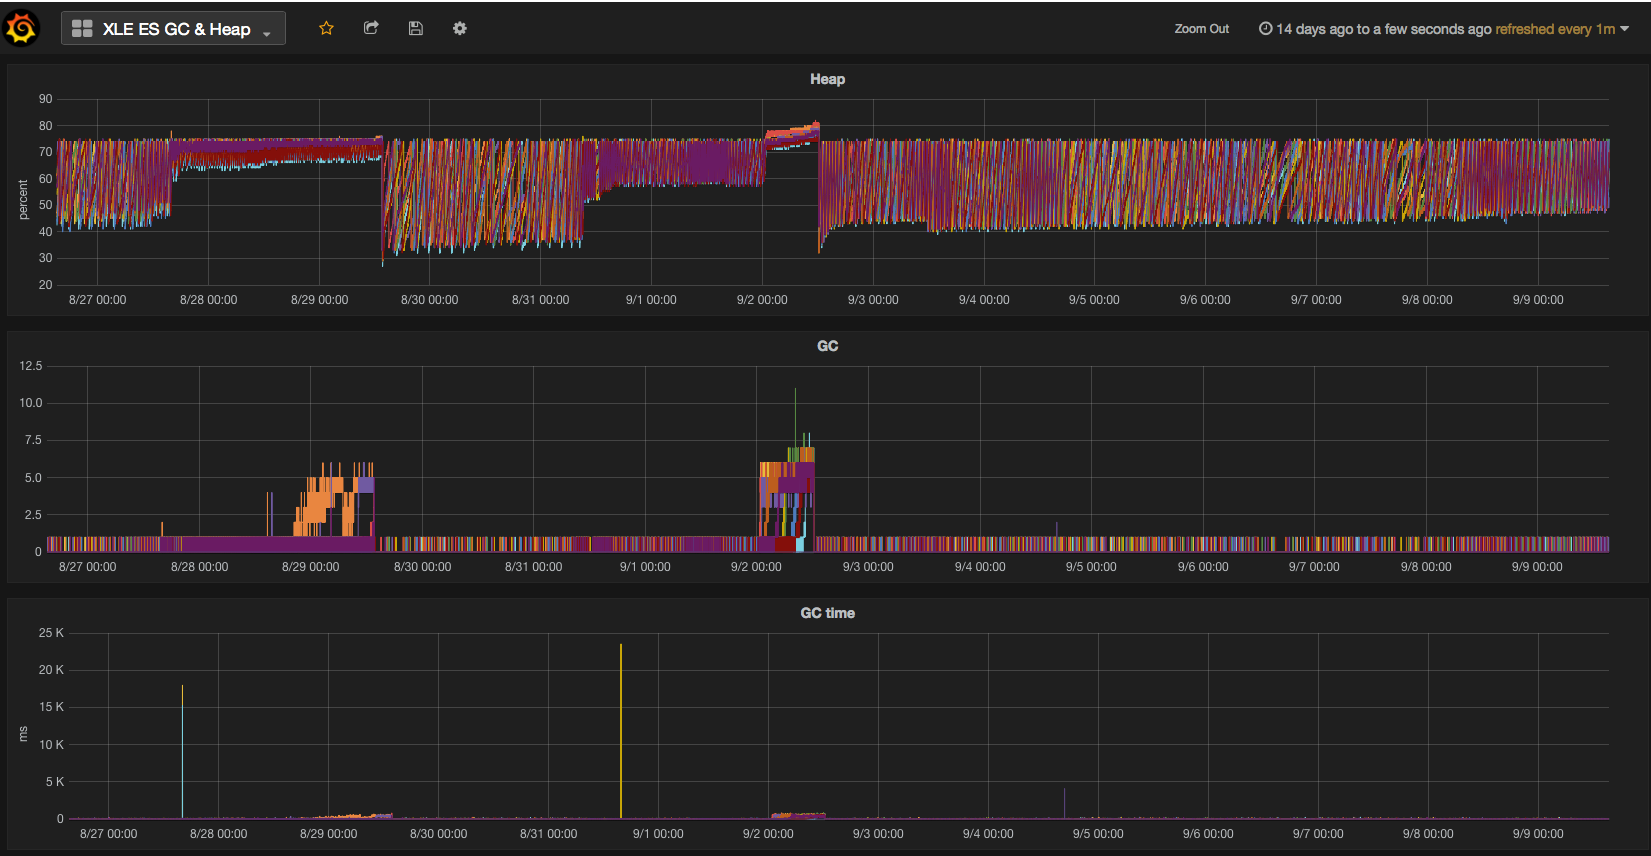 XLE ES GC & Heap
Zoom Out
14 days ago to a few seconds ago refreshed every 1m
Heap
percent
90
80
70
60
50
40
30
20
8/27 00:00 8/28 00:00 8/29 00:00 8/30 00:00 8/31 00:00 9/1 00:00 9/2 00:00 9/3 00:00 9/4 00:00 9/5 00:00 9/6 00:00 9/7 00:00 9/8 00:00 9/9 00:00
GC
12.5
10.0
7.5
5.0
2.5
0
8/27 00:00 8/28 00:00 8/29 00:00 8/30 00:00 8/31 00:00 9/1 00:00 9/2 00:00 9/3 00:00 9/4 00:00 9/5 00:00 9/6 00:00 9/7 00:00 9/8 00:00 9/9 00:00
GC time
ms
25 K
20 K
15 K
10 K
5 K
0
8/27 00:00 8/28 00:00 8/29 00:00 8/30 00:00 8/31 00:00 9/1 00:00 9/2 00:00 9/3 00:00 9/4 00:00 9/5 00:00 9/6 00:00 9/7 00:00 9/8 00:00 9/9 00:00